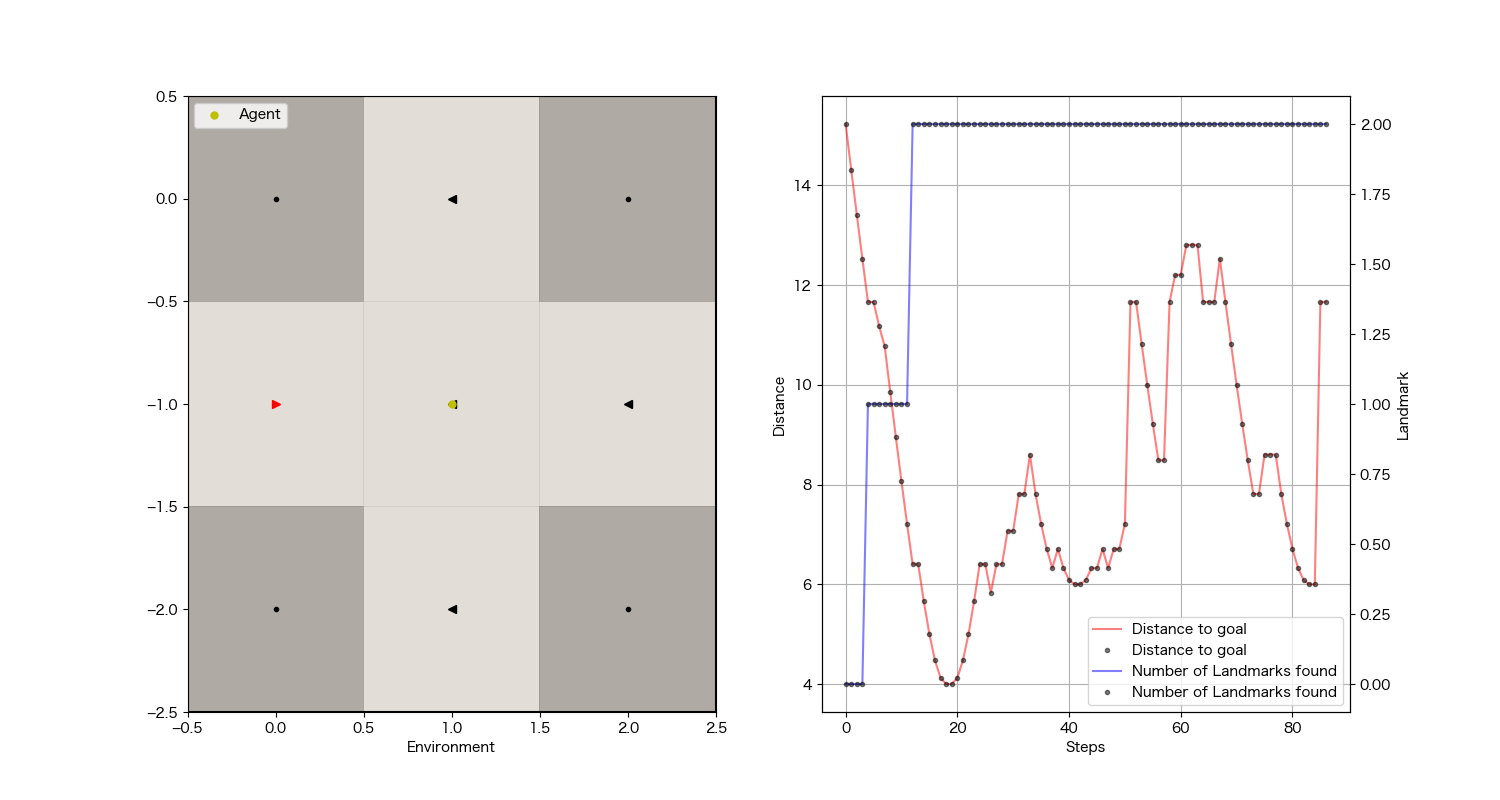 0.5
0.0
−0.5
−1.0
−1.5
−2.0
−2.5
Agent
−0.5 0.0 0.5 1.0 1.5 2.0 2.5
Environment
14
12
10
8
6
4
Distance
2.00
1.75
1.50
1.25
1.00
0.75
0.50
0.25
0.00
Landmark
Distance to goal
Distance to goal
Number of Landmarks found
Number of Landmarks found
0 20 40 60 80
Steps